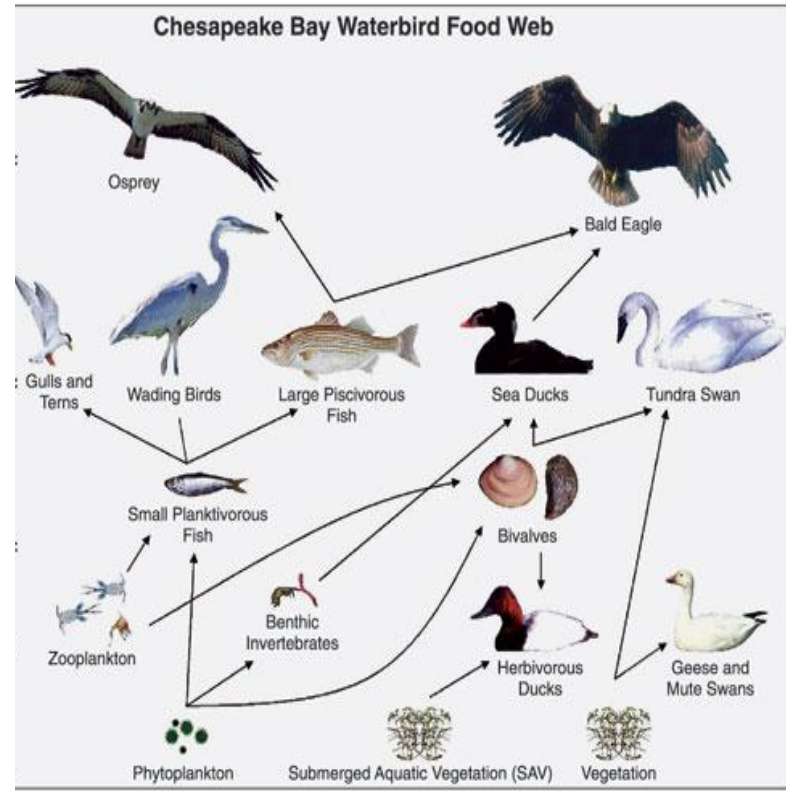 Chesapeake Bay Waterbird Food Web
Osprey
Bald Eagle
Gulls and
Terns
Wading Birds
Large Piscivorous
Fish
Sea Ducks
Tundra Swan
Small Planktivorous
Fish
Bivalves
Zooplankton
Benthic
Invertebrates
Herbivorous
Ducks
Geese and
Mute Swans
Phytoplankton
Submerged Aquatic Vegetation (SAV)
Vegetation